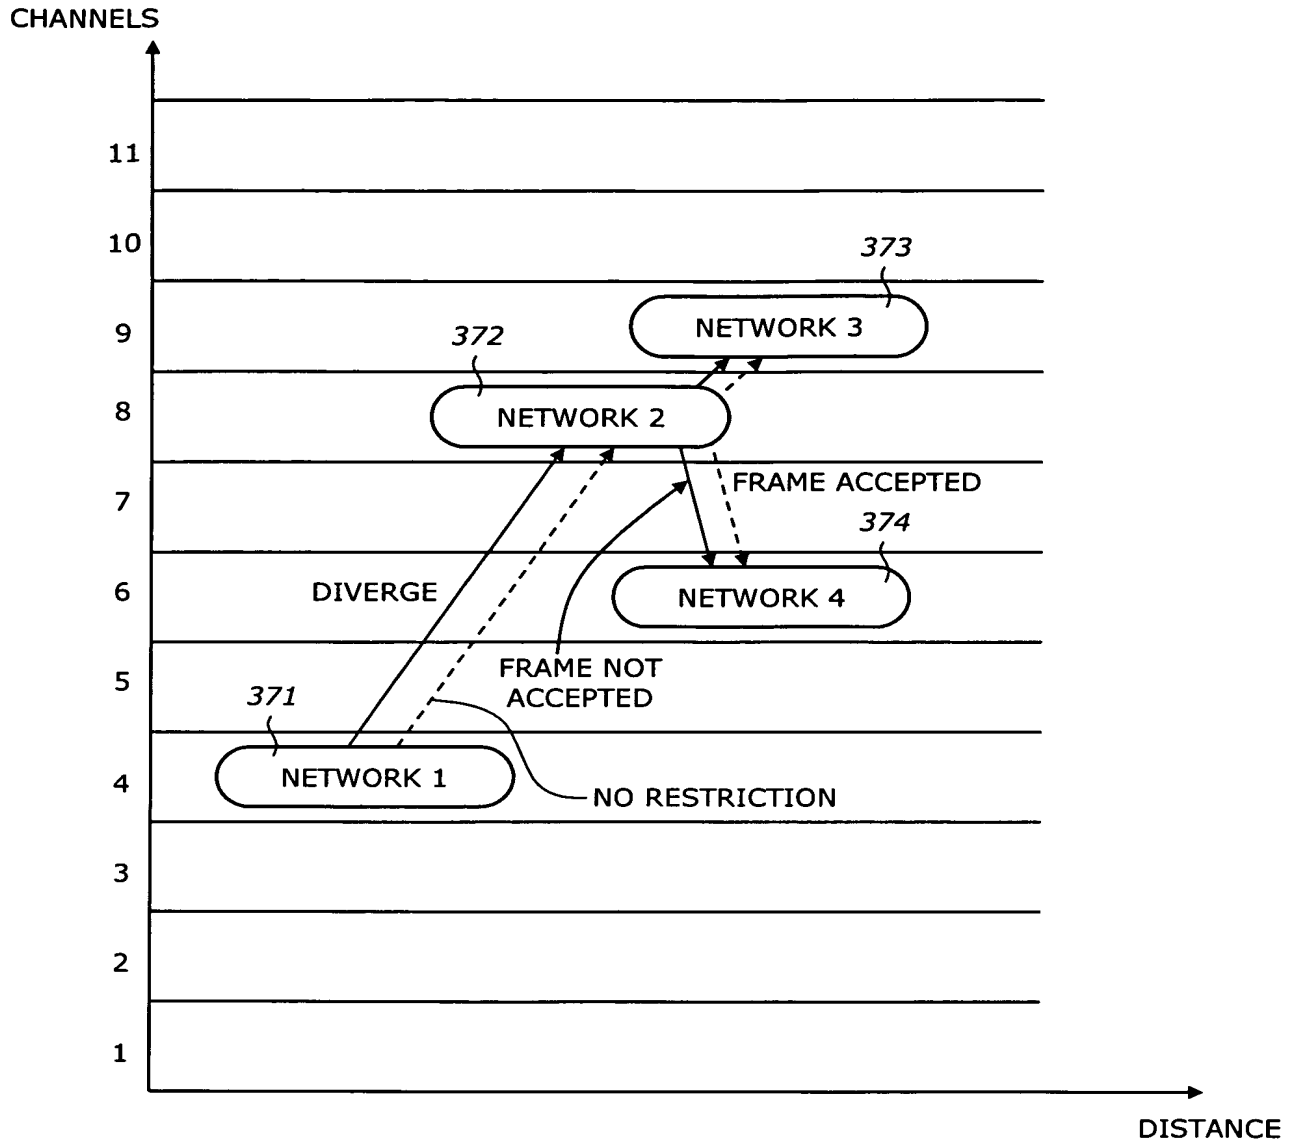 CHANNELS
11
10
373
9
NETWORK 3
372
8
NETWORK 2
7
FRAME ACCEPTED
374
6
DIVERGE
NETWORK 4
5
FRAME NOT
ACCEPTED
371
4
NETWORK 1
NO RESTRICTION
3
2
1
DISTANCE